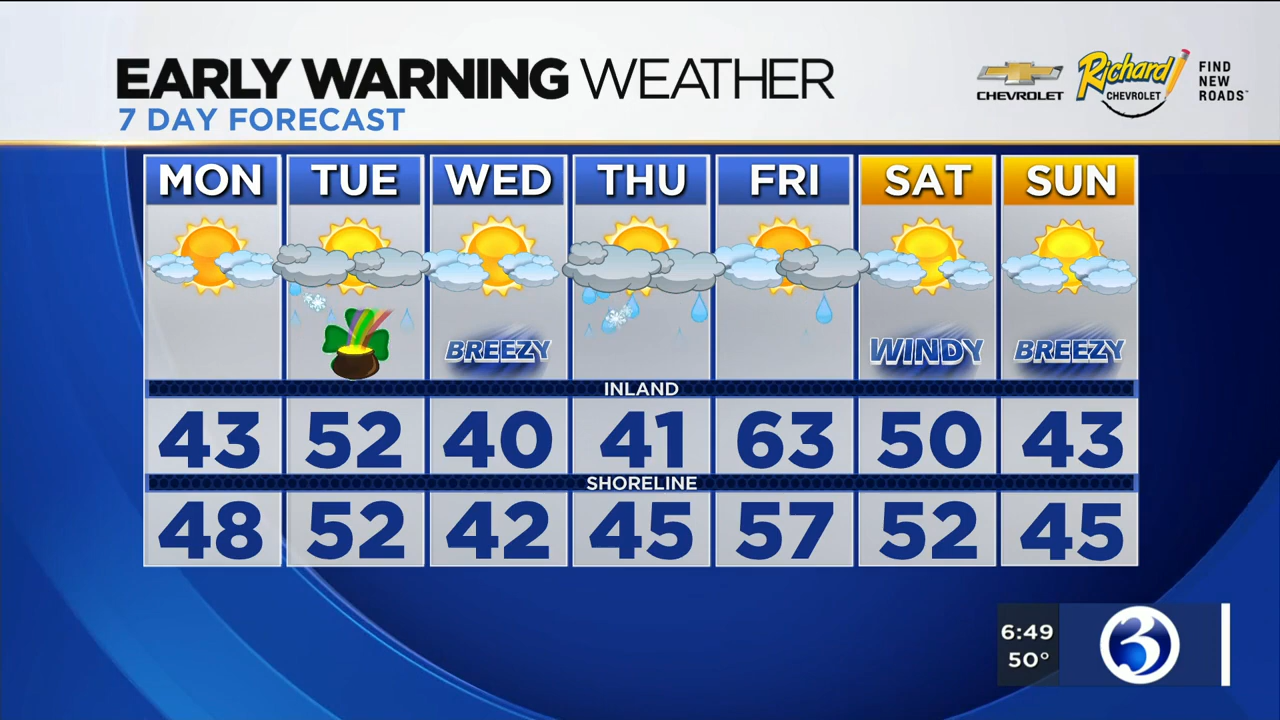 EARLY WARNING WEATHER
7 DAY FORECAST
CHEVROLET
Richard
CHEVROLET
FIND
NEW
ROADS™
MON TUE WED THU FRI SAT SUN
BREEZY WINDY BREEZY
INLAND
43 52 40 41 63 50 43
SHORELINE
48 52 42 45 57 52 45
6:49
50°
3